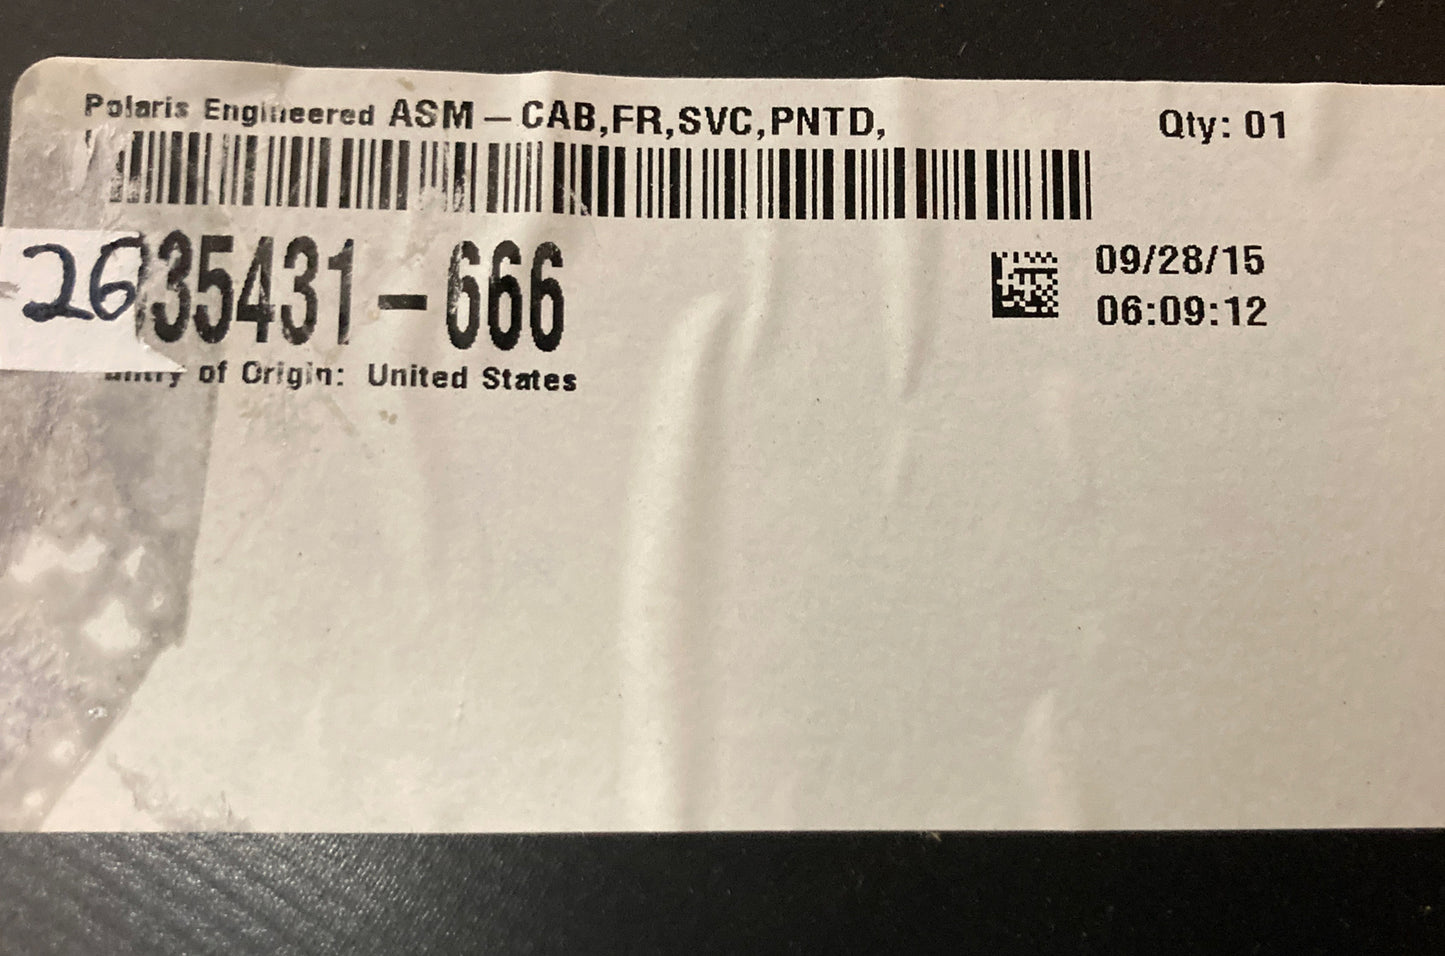 Polaris Engineered ASM – CAB,FR,SVC,PNTD,
Qty: 01
2635431-666
09/28/15
06:09:12
of Origin: United States